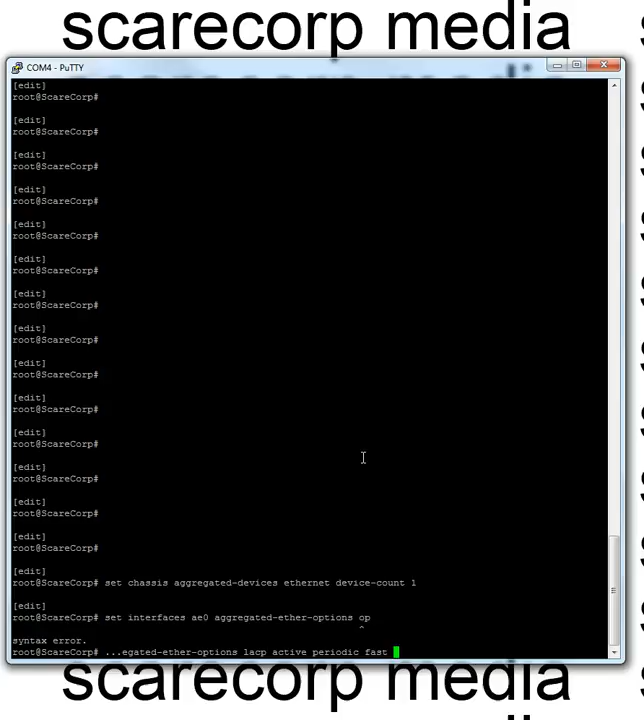 scarecorp media
COM4 - PuTTY
[edit]
root@ScareCorp#
[edit]
root@ScareCorp#
[edit]
root@ScareCorp#
[edit]
root@ScareCorp#
[edit]
root@ScareCorp#
[edit]
root@ScareCorp#
[edit]
root@ScareCorp#
[edit]
root@ScareCorp#
[edit]
root@ScareCorp#
[edit]
root@ScareCorp#
[edit]
root@ScareCorp#
[edit]
root@ScareCorp#
[edit]
root@ScareCorp#
[edit]
root@ScareCorp#
[edit]
root@ScareCorp# set chassis aggregated-devices ethernet device-count 1
[edit]
root@ScareCorp# set interfaces ae0 aggregated-ether-options op
^
syntax error.
root@ScareCorp# ...egated-ether-options lacp active periodic fast
scarecorp media